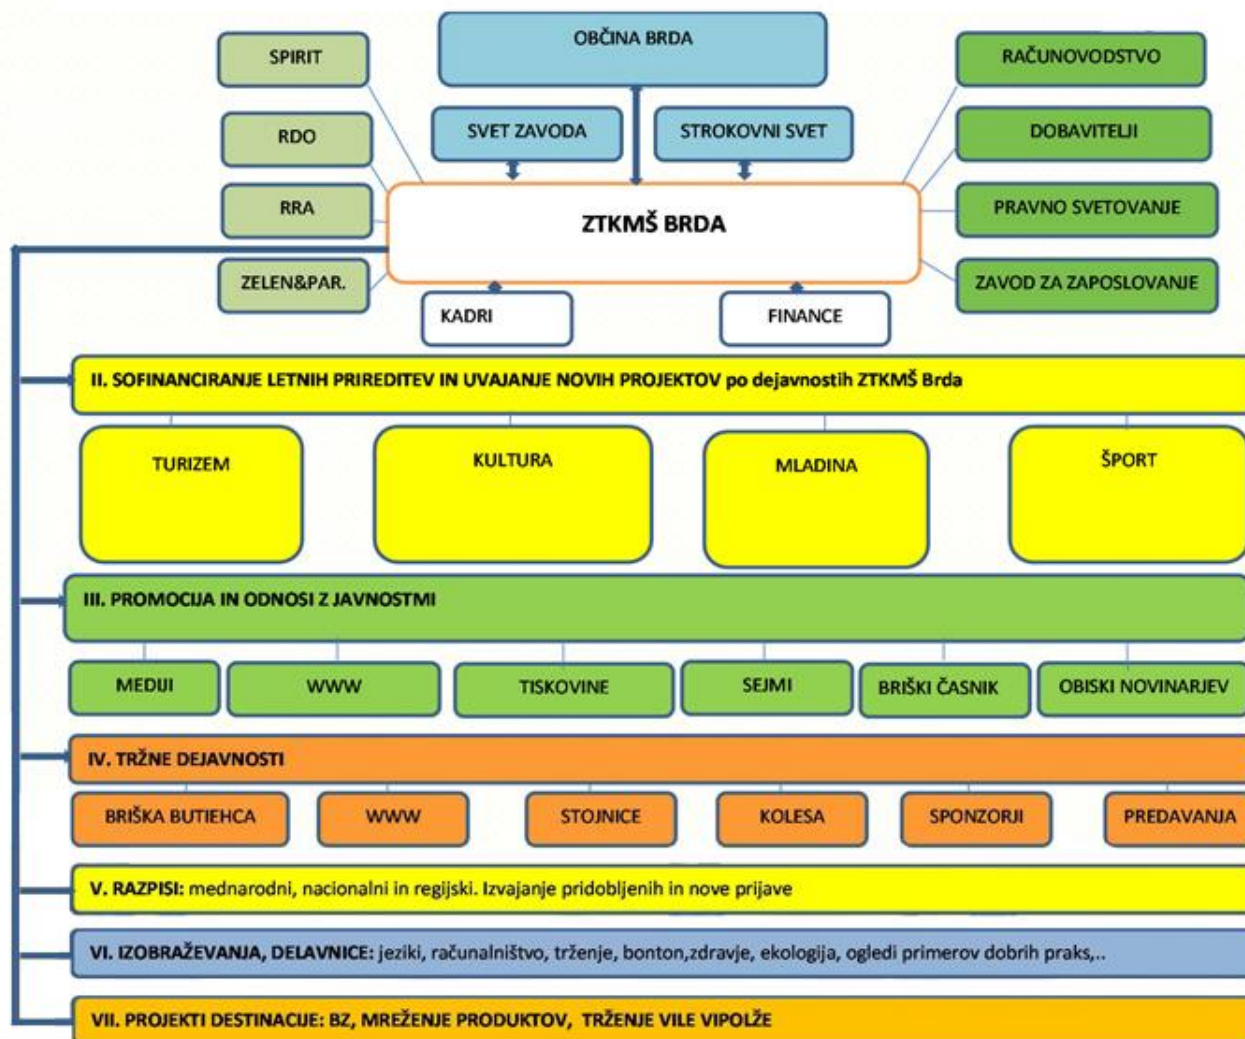 OBČINA BRDA
SPIRIT
RAČUNOVODSTVO
SVET ZAVODA
STROKOVNI SVET
RDO
DOBAVITELJI
RRA
ZTKMŠ BRDA
PRAVNO SVETOVANJE
ZELEN&PAR.
ZAVOD ZA ZAPOSLOVANJE
KADRI
FINANCE
II. SOFINANCIRANJE LETNIH PRIREDITEV IN UVAJANJE NOVIH PROJEKTOV po dejavnostih ZTKMŠ Brda
TURIZEM
KULTURA
MLADINA
ŠPORT
III. PROMOCIJA IN ODNOSI Z JAVNOSTMI
MEDIJI
WWW
TISKOVINE
SEJMI
BRIŠKI ČASNIK
OBISKI NOVINARJEV
IV. TRŽNE DEJAVNOSTI
BRIŠKA BUTIEHCA
WWW
STOJNICE
KOLESA
SPONZORJI
PREDAVANJA
V. RAZPISI: mednarodni, nacionalni in regijski. Izvajanje pridobljenih in nove prijave
VI. IZOBRAŽEVANJA, DELAVNICE: jeziki, računalništvo, trženje, bonton,zdravje, ekologija, ogledi primerov dobrih praks,..
VII. PROJEKTI DESTINACIJE: BZ, MREŽENJE PRODUKTOV, TRŽENJE VILE VIPOLŽE